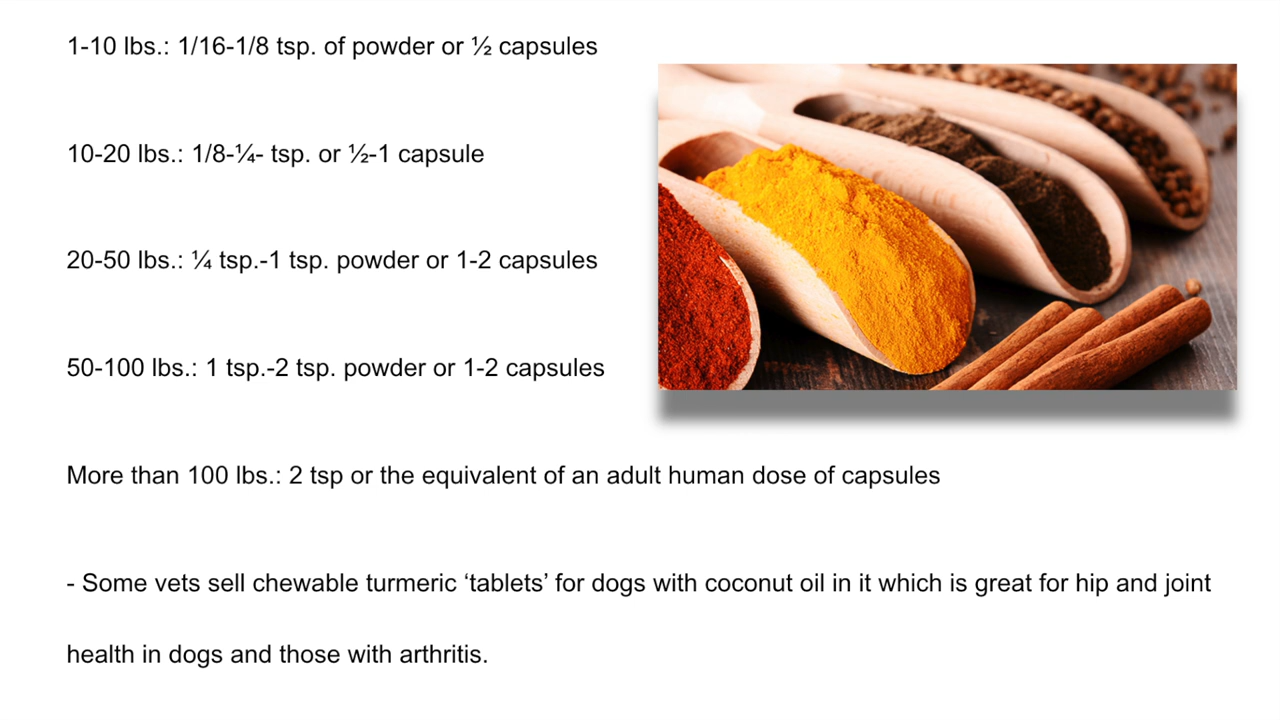 1-10 lbs.: 1/16-1/8 tsp. of powder or ½ capsules
10-20 lbs.: 1/8-¼- tsp. or ½-1 capsule
20-50 lbs.: ¼ tsp.-1 tsp. powder or 1-2 capsules
50-100 lbs.: 1 tsp.-2 tsp. powder or 1-2 capsules
More than 100 lbs.: 2 tsp or the equivalent of an adult human dose of capsules
- Some vets sell chewable turmeric ‘tablets’ for dogs with coconut oil in it which is great for hip and joint
health in dogs and those with arthritis.